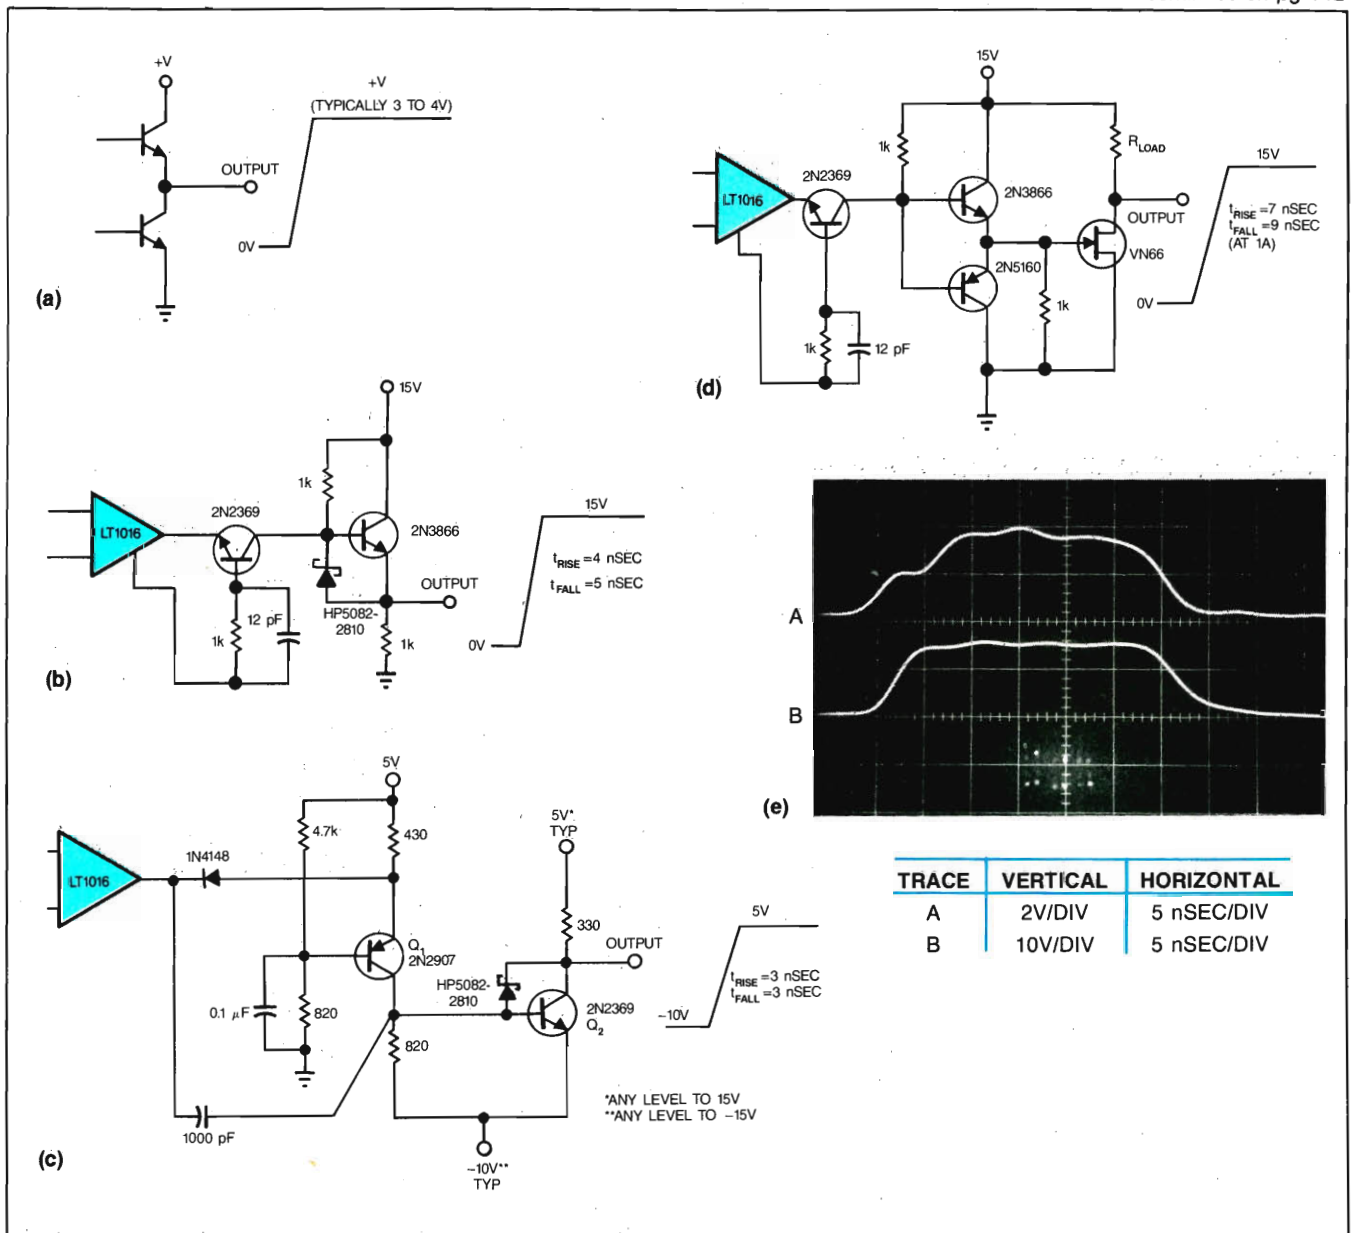 +V
+V
(TYPICALLY 3 TO 4V)
OUTPUT
0V
(a)
15V
1k
LT1016
2N2369
2N3866
2N5160
1k
1k
12 pF
R LOAD
OUTPUT
VN66
15V
tRISE =7 nSEC
tFALL =9 nSEC
(AT 1A)
0V
(d)
15V
1k
LT1016
2N2369
2N3866
12 pF
1k
HP5082-
2810
OUTPUT
1k
15V
tRISE =4 nSEC
tFALL =5 nSEC
0V
(b)
A
B
(e)
TRACE VERTICAL HORIZONTAL
A 2V/DIV 5 nSEC/DIV
B 10V/DIV 5 nSEC/DIV
5V
4.7k
430
LT1016
1N4148
Q1
2N2907
0.1 µF
820
820
1000 pF
5V*
TYP
330
OUTPUT
HP5082-
2810
2N2369
Q2
5V
tRISE =3 nSEC
tFALL =3 nSEC
−10V
*ANY LEVEL TO 15V
**ANY LEVEL TO −15V
−10V**
TYP
(c)